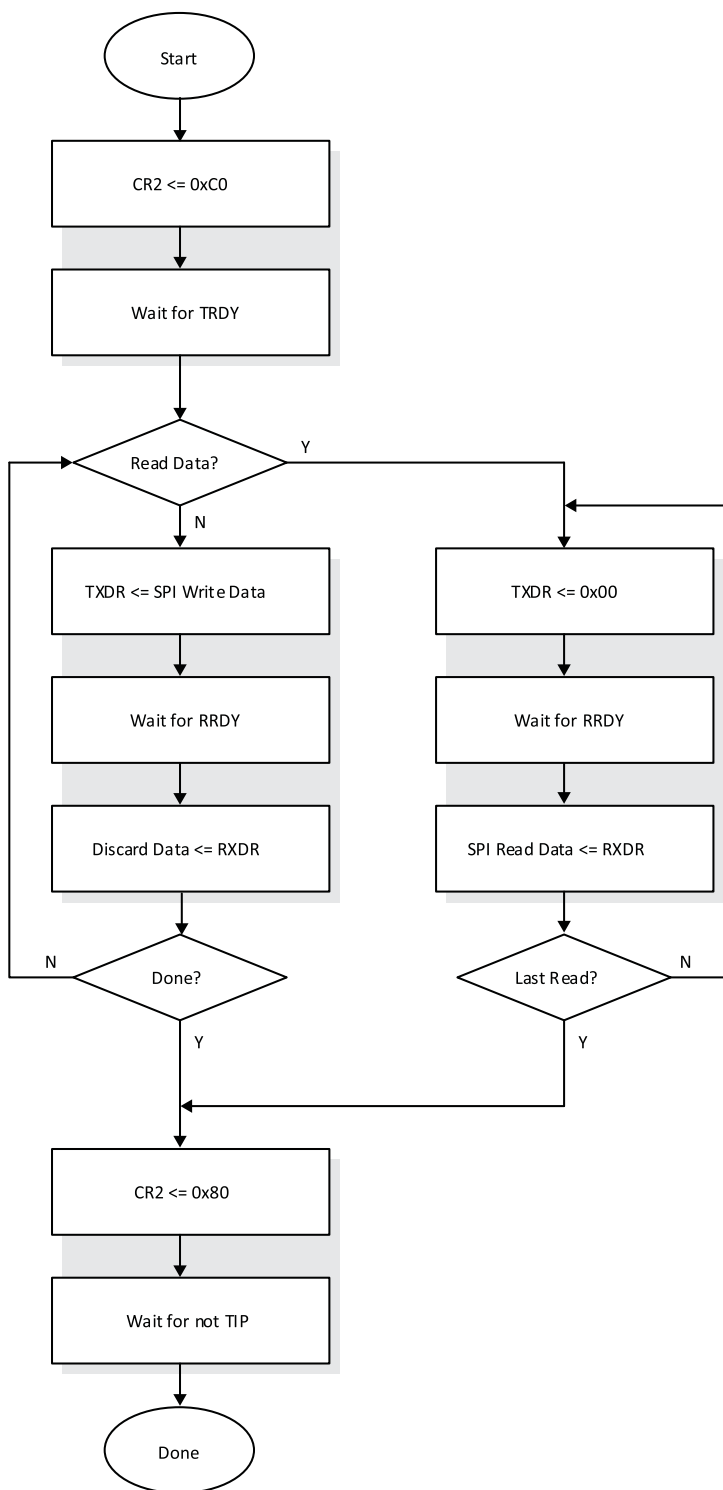 Start
CR2 <= 0xC0
Wait for TRDY
Read Data?
Y
N
TXDR <= SPI Write Data
TXDR <= 0x00
Wait for RRDY
Wait for RRDY
Discard Data <= RXDR
SPI Read Data <= RXDR
N
Done?
Last Read?
N
Y
Y
CR2 <= 0x80
Wait for not TIP
Done